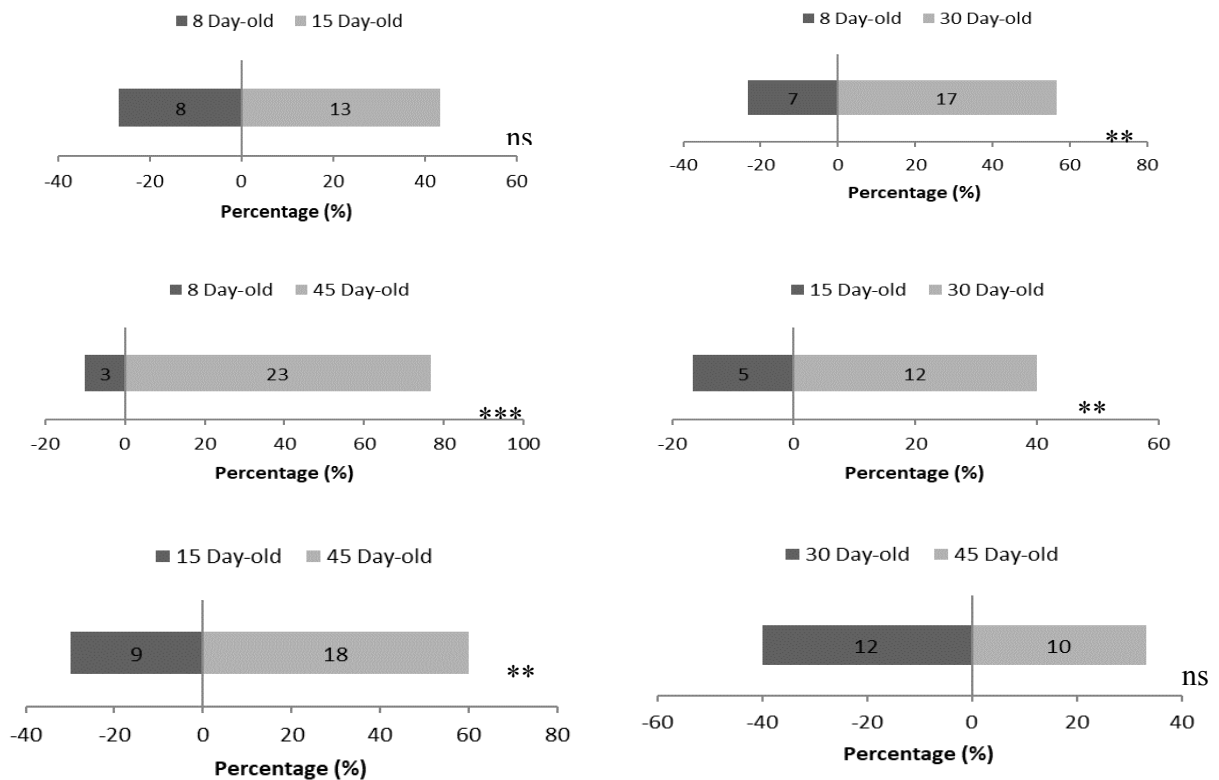 8 Day-old 15 Day-old
8 13
ns
-40 -20 0 20 40 60
Percentage (%)
8 Day-old 30 Day-old
7 17
**
-40 -20 0 20 40 60 80
Percentage (%)
8 Day-old 45 Day-old
3 23
***
-20 0 20 40 60 80 100
Percentage (%)
15 Day-old 30 Day-old
5 12
**
-20 0 20 40 60
Percentage (%)
15 Day-old 45 Day-old
9 18
**
-40 -20 0 20 40 60 80
Percentage (%)
30 Day-old 45 Day-old
12 10
ns
-60 -40 -20 0 20 40
Percentage (%)